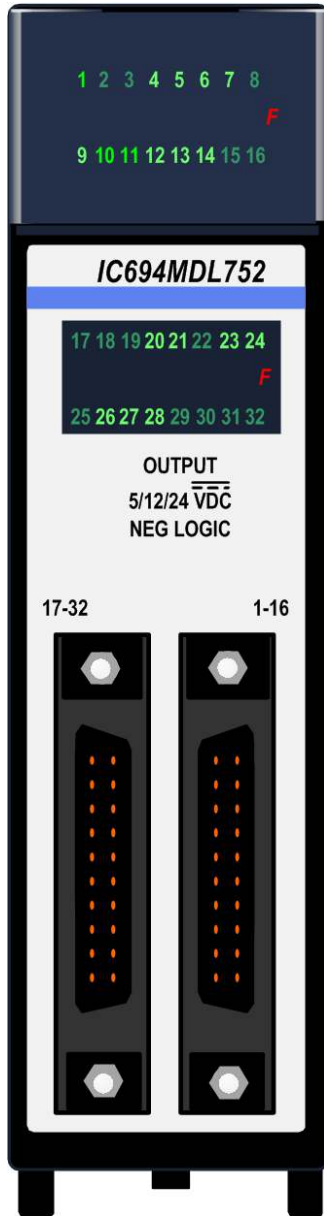 1 2 3 4 5 6 7 8
F
9 10 11 12 13 14 15 16
IC694MDL752
17 18 19 20 21 22 23 24
F
25 26 27 28 29 30 31 32
OUTPUT
5/12/24 VDC
NEG LOGIC
17-32 1-16